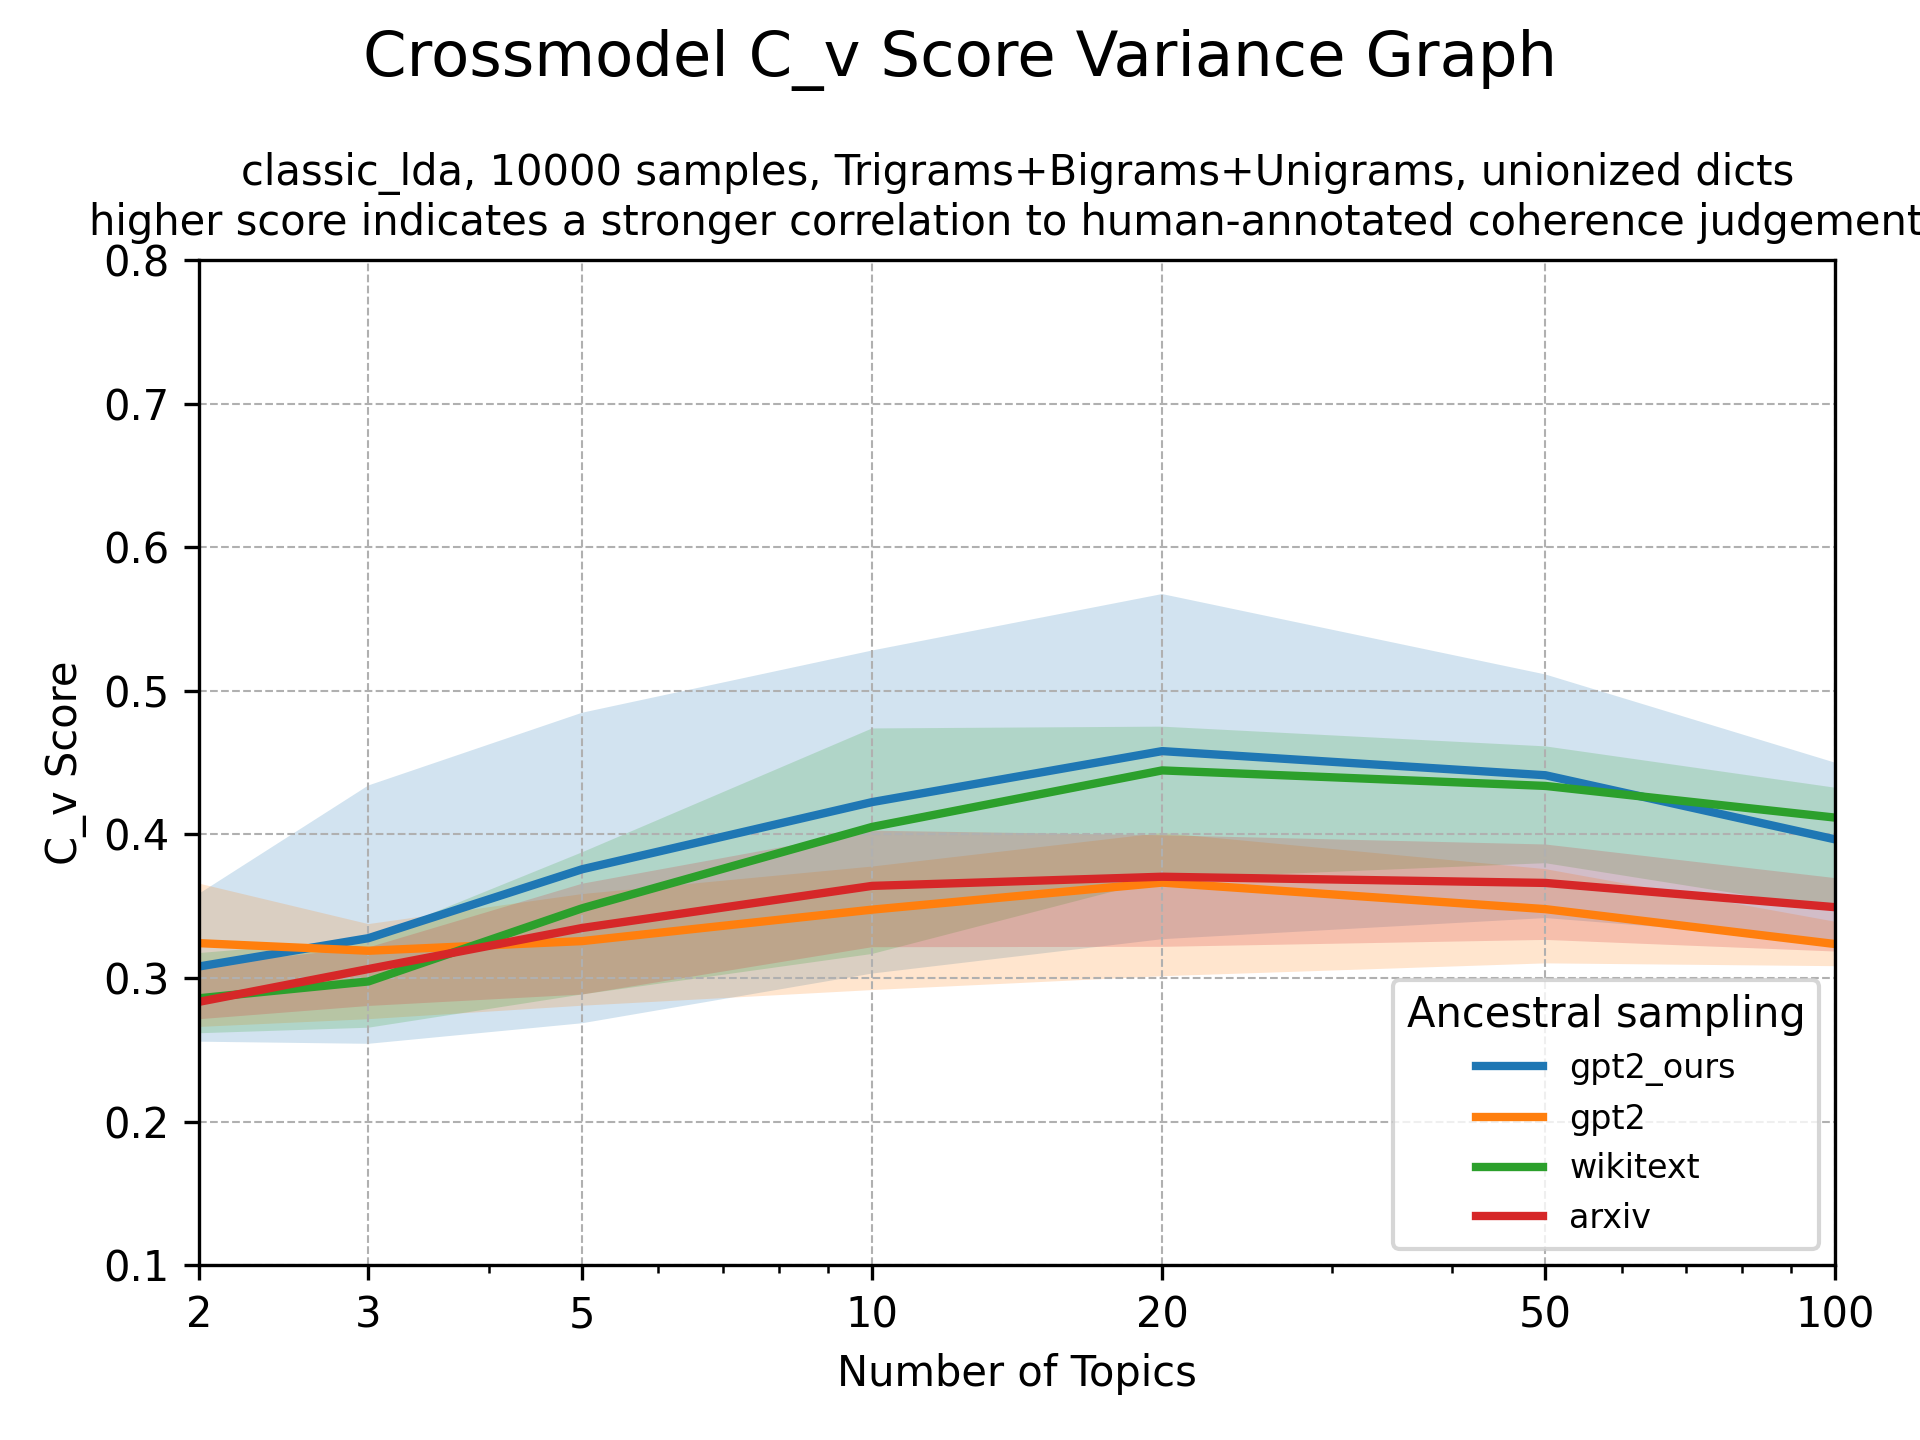 Crossmodel C_v Score Variance Graph
classic_lda, 10000 samples, Trigrams+Bigrams+Unigrams, unionized dicts
higher score indicates a stronger correlation to human-annotated coherence judgement
0.8
0.7
0.6
0.5
0.4
0.3
0.2
0.1
C_v Score
Ancestral sampling
gpt2_ours
gpt2
wikitext
arxiv
2 3 5 10 20 50 100
Number of Topics